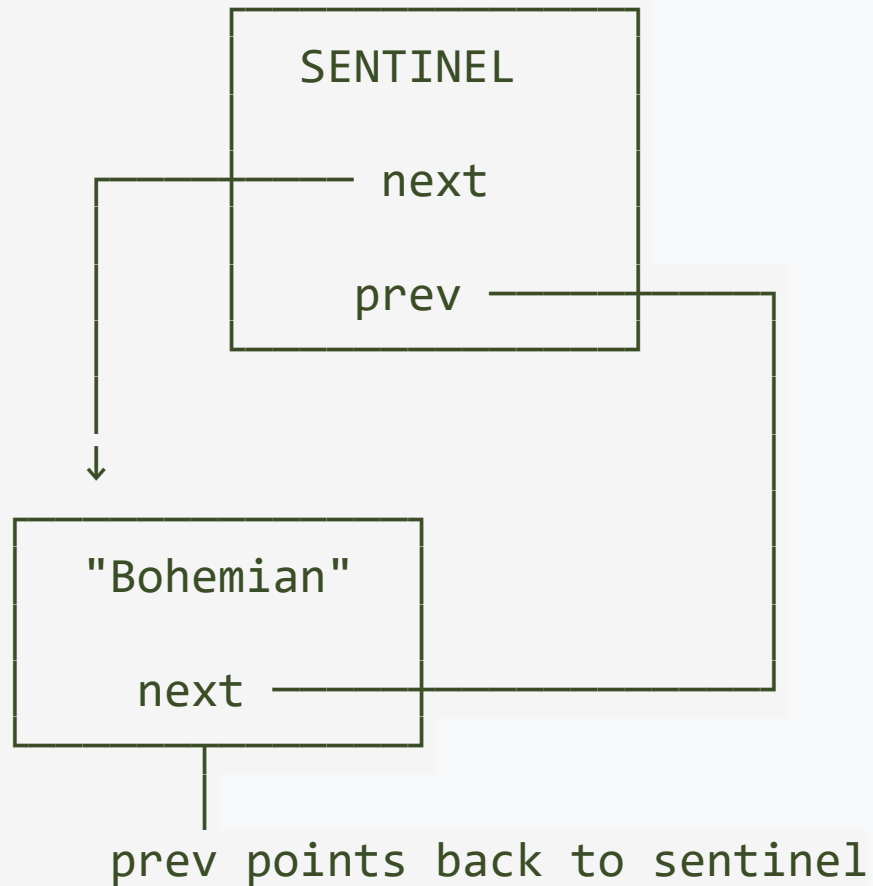 SENTINEL
next
prev
"Bohemian"
next
prev points back to sentinel